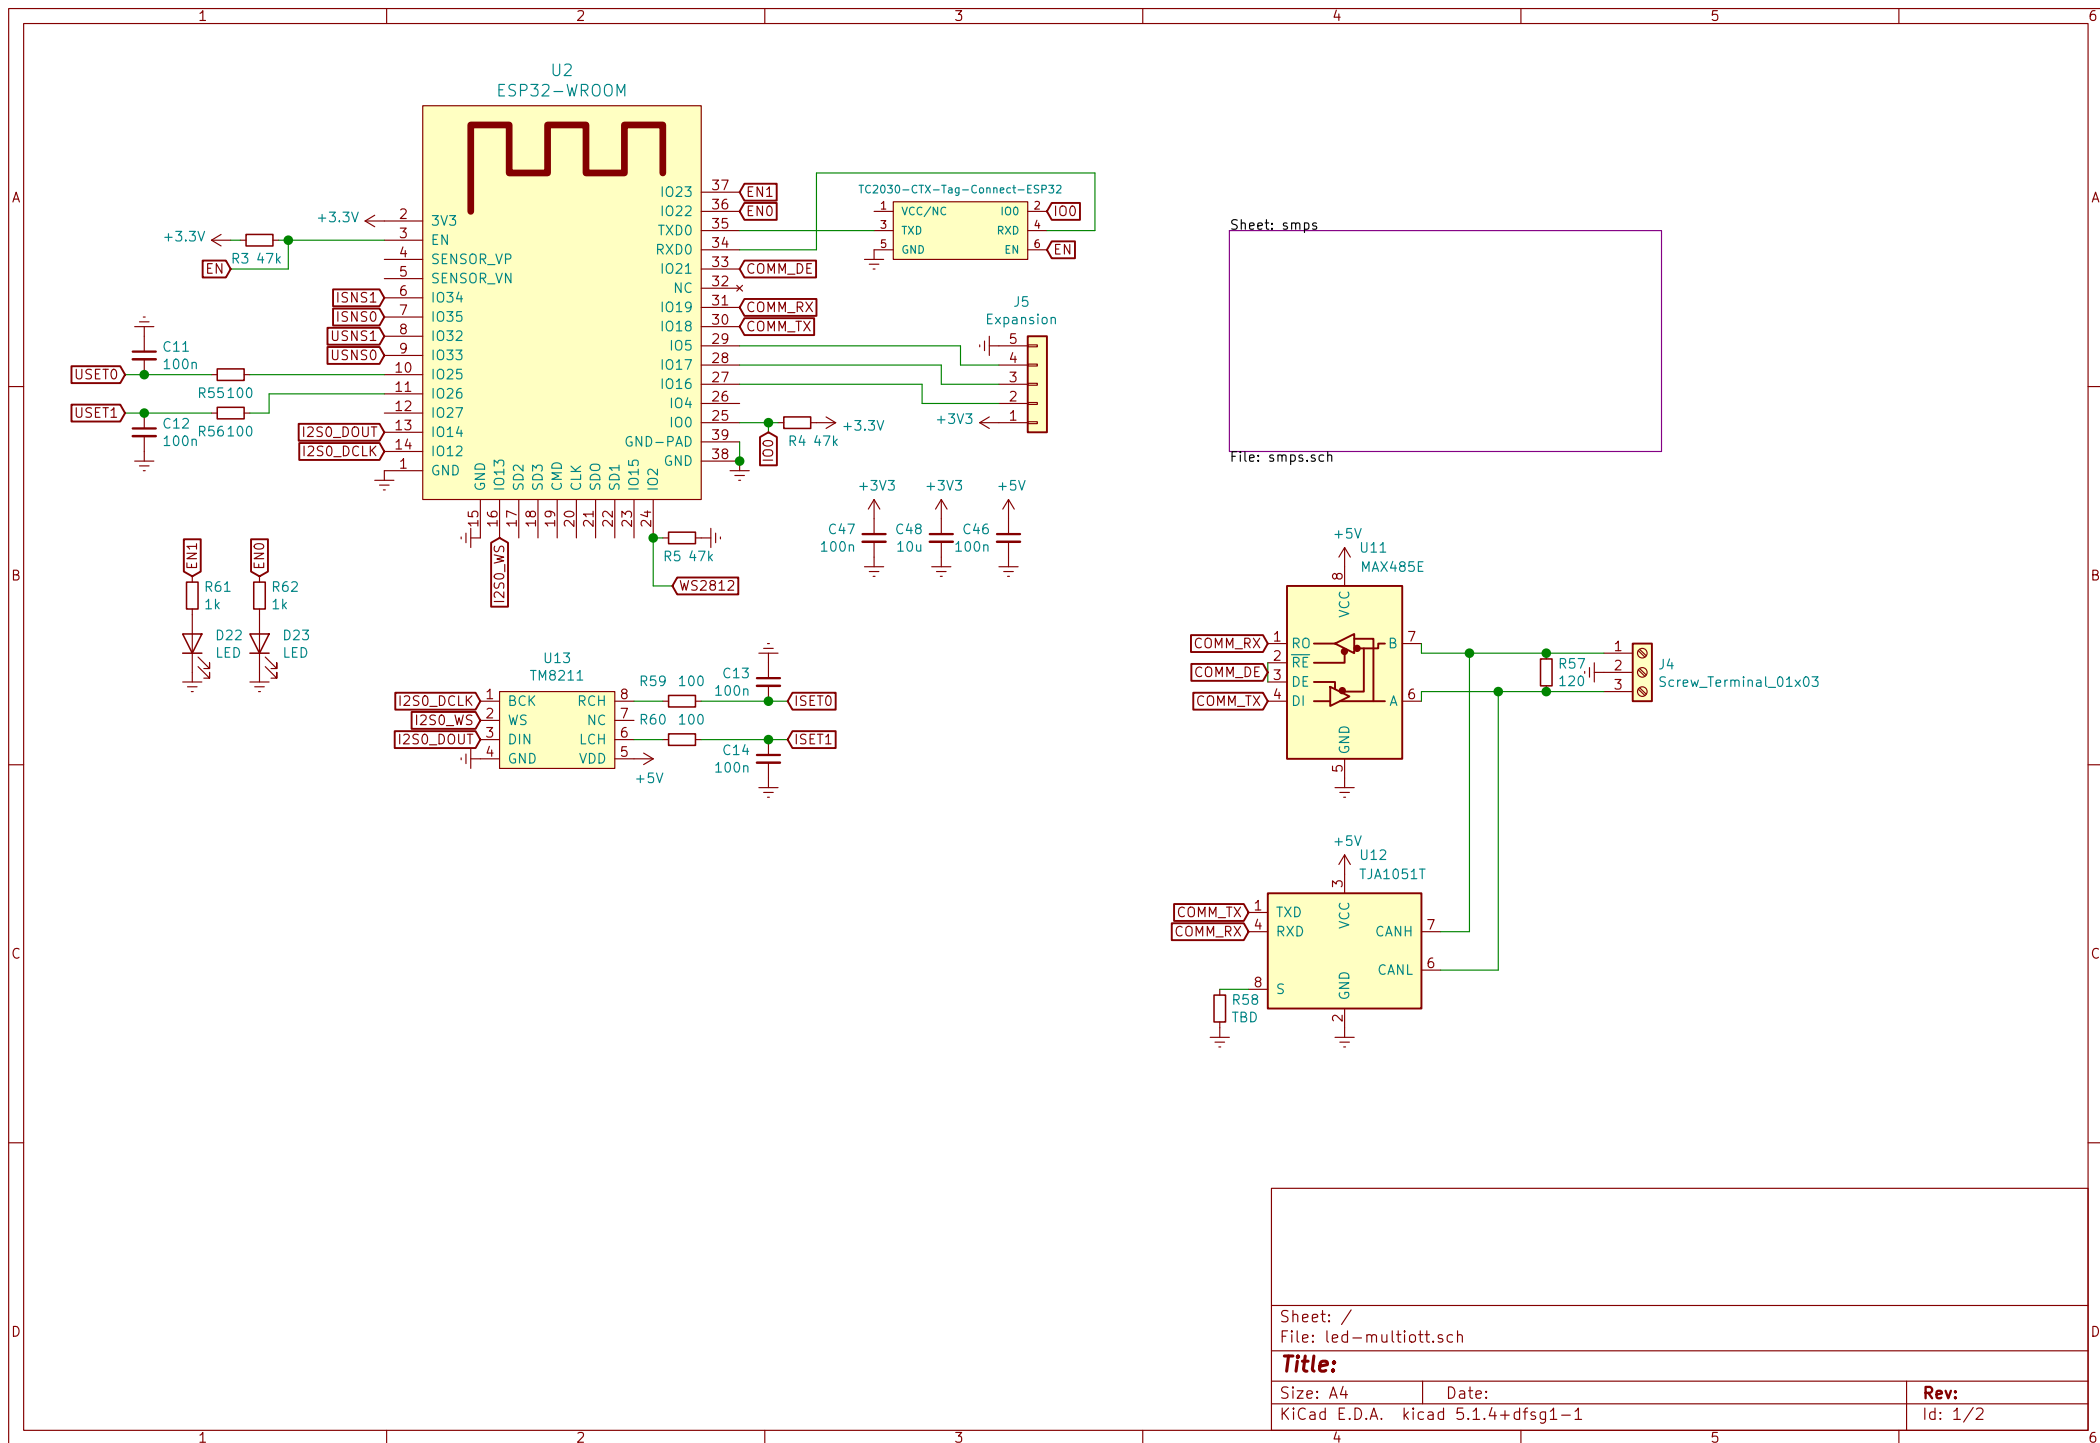 1 2 3 4 5 6
A A
B B
C C
D D
1 2 3 4 5 6
U2
ESP32-WROOM
+3.3V
2 3V3
+3.3V
R3 47k
EN
3 EN
4 SENSOR_VP
5 SENSOR_VN
ISNS1 6 IO34
ISNS0 7 IO35
USNS1 8 IO32
USNS0 9 IO33
10 IO25
11 IO26
12 IO27
I2S0_DOUT 13 IO14
I2S0_DCLK 14 IO12
1 GND
C11
100n
USET0
R55100
USET1
C12
100n
R56100
IO23 37 EN1
IO22 36 EN0
TXD0 35
RXD0 34
IO21 33 COMM_DE
NC 32
IO19 31 COMM_RX
IO18 30 COMM_TX
IO5 29
IO17 28
IO16 27
IO4 26
IO0 25
GND-PAD 39
GND 38
IO0
R4 47k
+3.3V
GND IO13 SD2 SD3 CMD CLK SD0 SD1 IO15 IO2
15 16 17 18 19 20 21 22 23 24
I2S0_WS
R5 47k
WS2812
TC2030-CTX-Tag-Connect-ESP32
1 VCC/NC IO0 2 IO0
3 TXD RXD 4
5 GND EN 6 EN
J5
Expansion
5
4
3
2
+3V3 1
+3V3 +3V3 +5V
C47
100n
C48
10u
C46
100n
Sheet: smps
File: smps.sch
EN1
R61
1k
D22
LED
EN0
R62
1k
D23
LED
U13
TM8211
I2S0_DCLK 1 BCK RCH 8
I2S0_WS 2 WS NC 7
I2S0_DOUT 3 DIN LCH 6
4 GND VDD 5
+5V
R59 100
R60 100
C13
100n
ISET0
ISET1
C14
100n
+5V
U11
MAX485E
8 VCC
COMM_RX 1 RO
2 RE
COMM_DE
3 DE
COMM_TX 4 DI
B 7
A 6
GND 5
R57
120
1
2
3
J4
Screw_Terminal_01x03
+5V
U12
TJA1051T
3 VCC
COMM_TX 1 TXD
COMM_RX 4 RXD
CANH 7
CANL 6
8 S
GND 2
R58
TBD
Sheet: /
File: led-multiott.sch
Title:
Size: A4 Date: Rev:
KiCad E.D.A. kicad 5.1.4+dfsg1-1 Id: 1/2